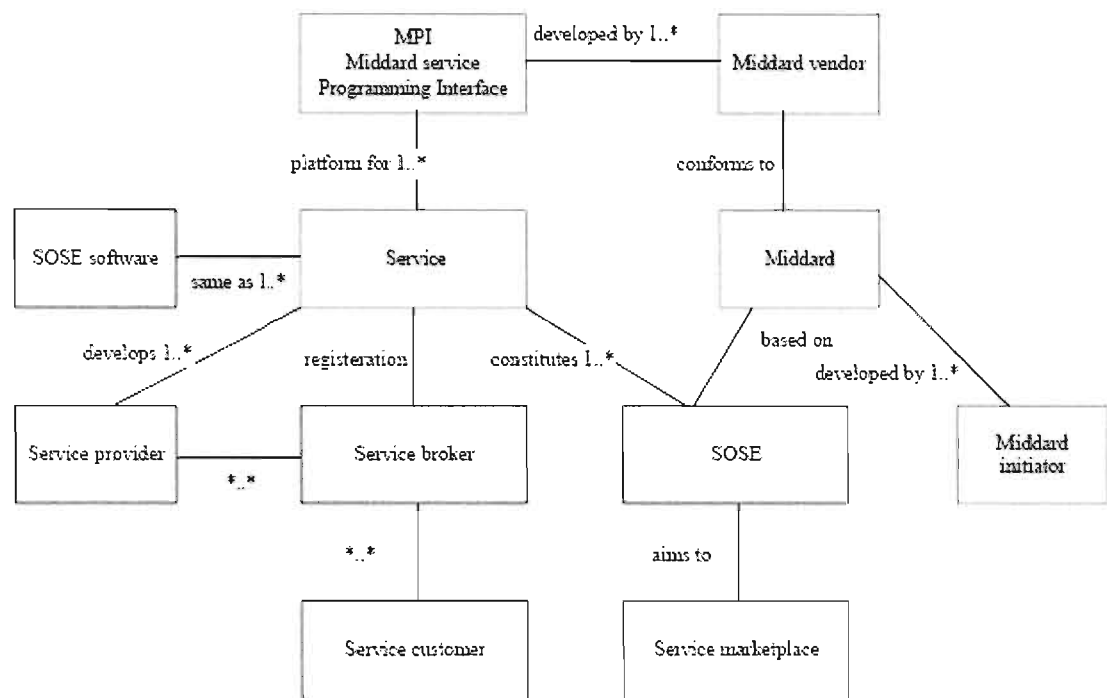 MPI
Middard service
Programming Interface
developed by 1..*
Middard vendor
platform for 1..*
conforms to
SOSE software
same as 1..*
Service
Middard
develops 1..*
registeration
constitutes 1..*
based on
developed by 1..*
Service provider
*..*
Service broker
SOSE
Middard
initiator
*..*
aims to
Service customer
Service marketplace